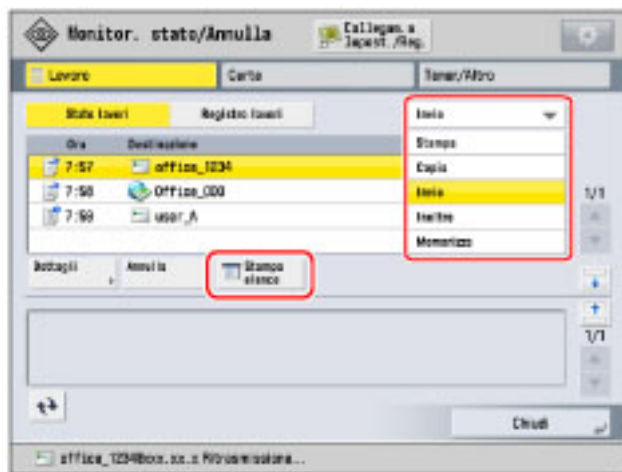 Monitor. stato/Annulla
Collegam. a
Impost./Reg.
Lavoro
Carta
Toner/Altro
Stato lavori
Registro lavori
Invio
Ora
Destinazione
Stampa
7:57
office_1234
Copia
7:58
Office_000
Invio
1/1
7:59
user_A
Inoltro
Memorizza
Dettagli
Annulla
Stampa
elenco
1/1
Chiudi
office_1234@xxx.xx.x Ritrasmissione...